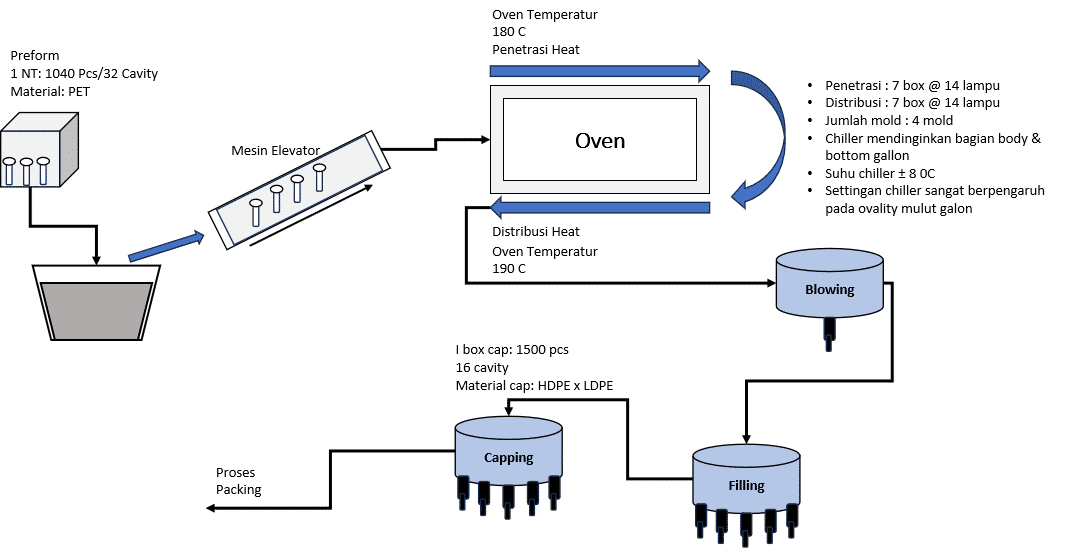 Oven Temperatur
180 C
Penetrasi Heat
Preform
1 NT: 1040 Pcs/32 Cavity
Material: PET
Mesin Elevator
Oven
• Penetrasi : 7 box @ 14 lampu
• Distribusi : 7 box @ 14 lampu
• Jumlah mold : 4 mold
• Chiller mendinginkan bagian body &
bottom gallon
• Suhu chiller ± 8 0C
• Settingan chiller sangat berpengaruh
pada ovality mulut galon
Distribusi Heat
Oven Temperatur
190 C
Blowing
I box cap: 1500 pcs
16 cavity
Material cap: HDPE x LDPE
Capping
Filling
Proses
Packing